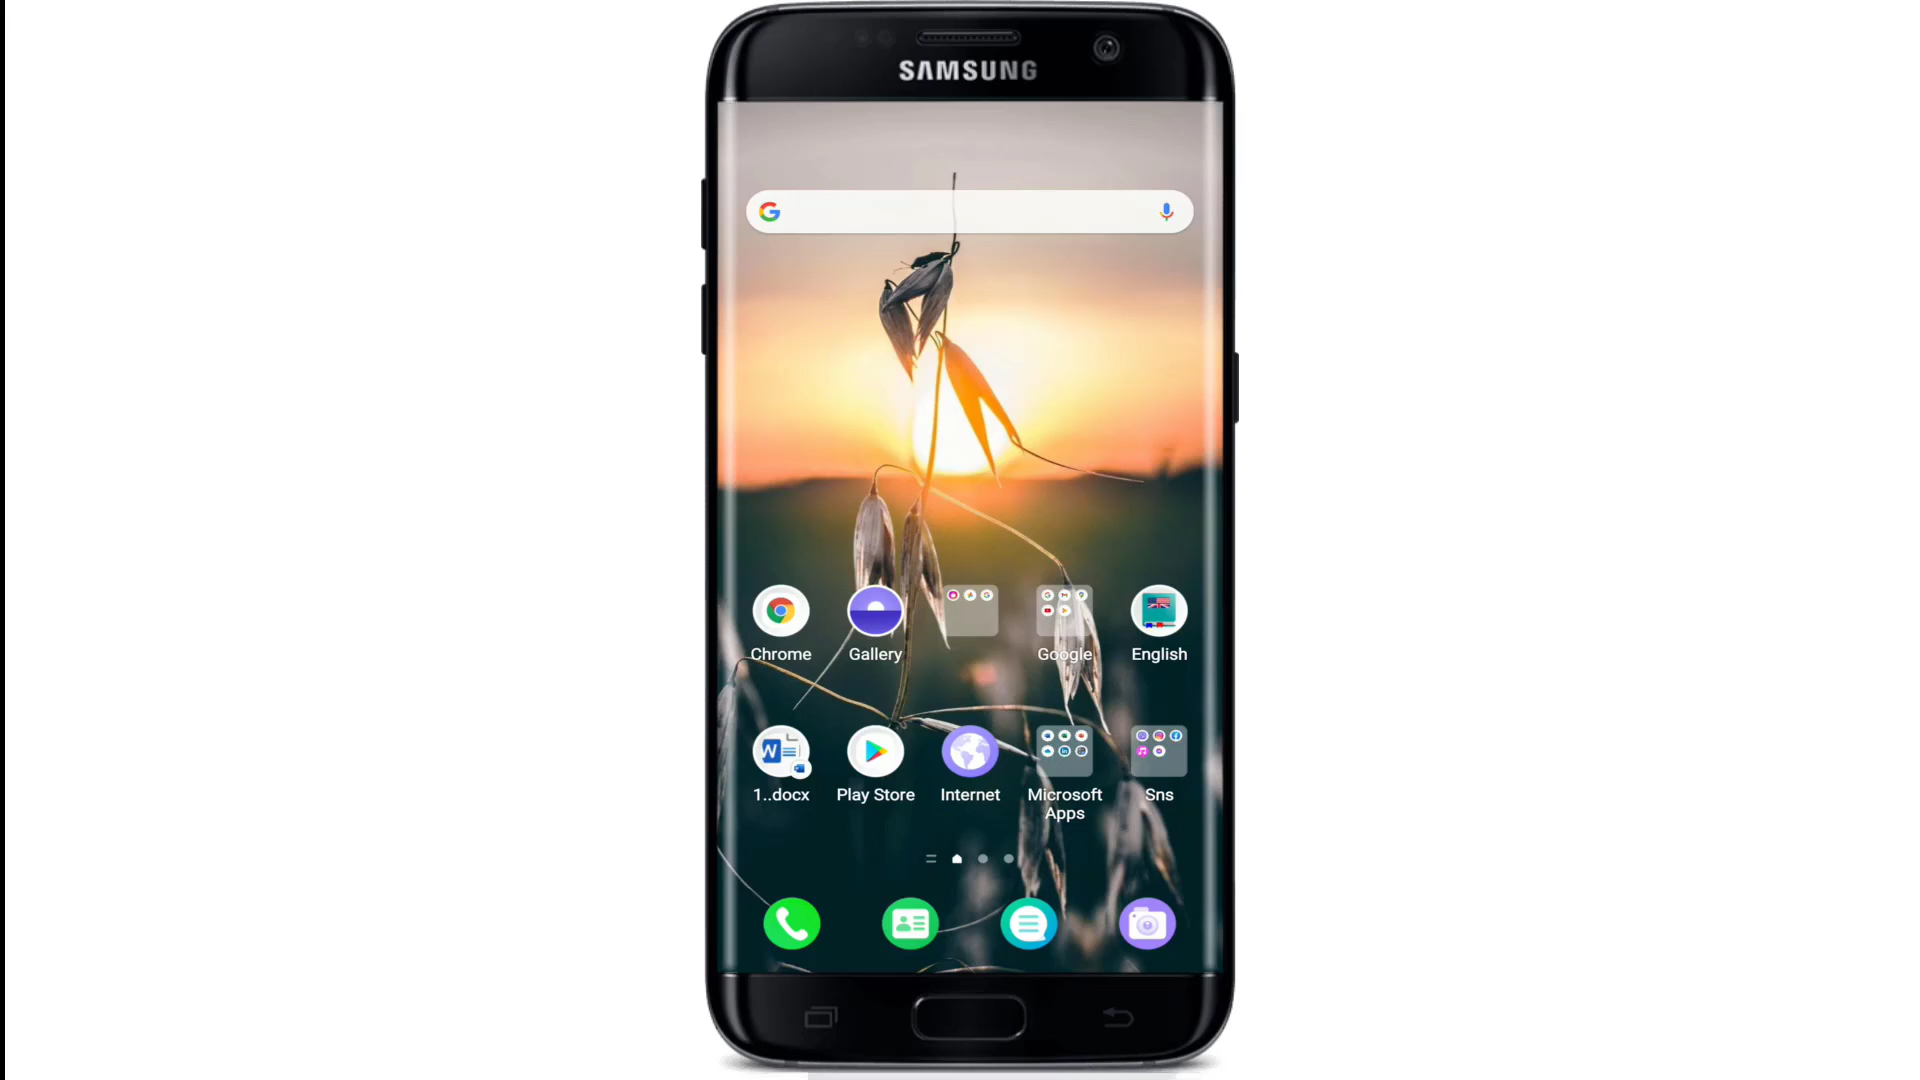 SAMSUNG
Chrome
Gallery
Google
English
1..docx
Play Store
Internet
Microsoft
Apps
Sns